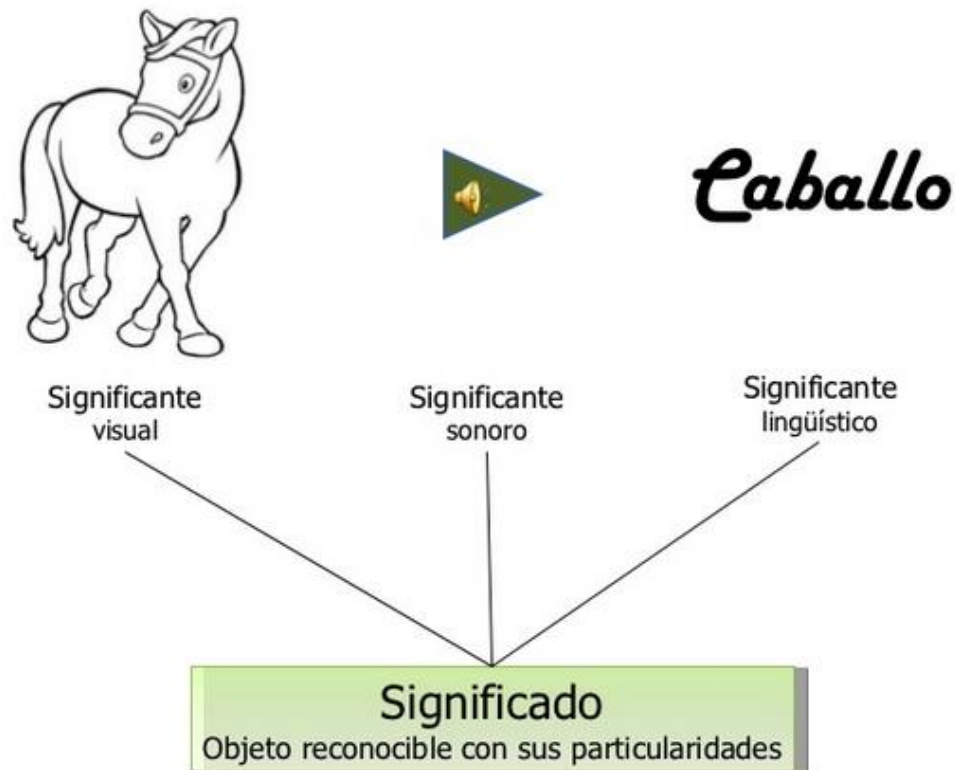 Caballo
Significante
visual
Significante
sonoro
Significante
lingüístico
Significado
Objeto reconocible con sus particularidades